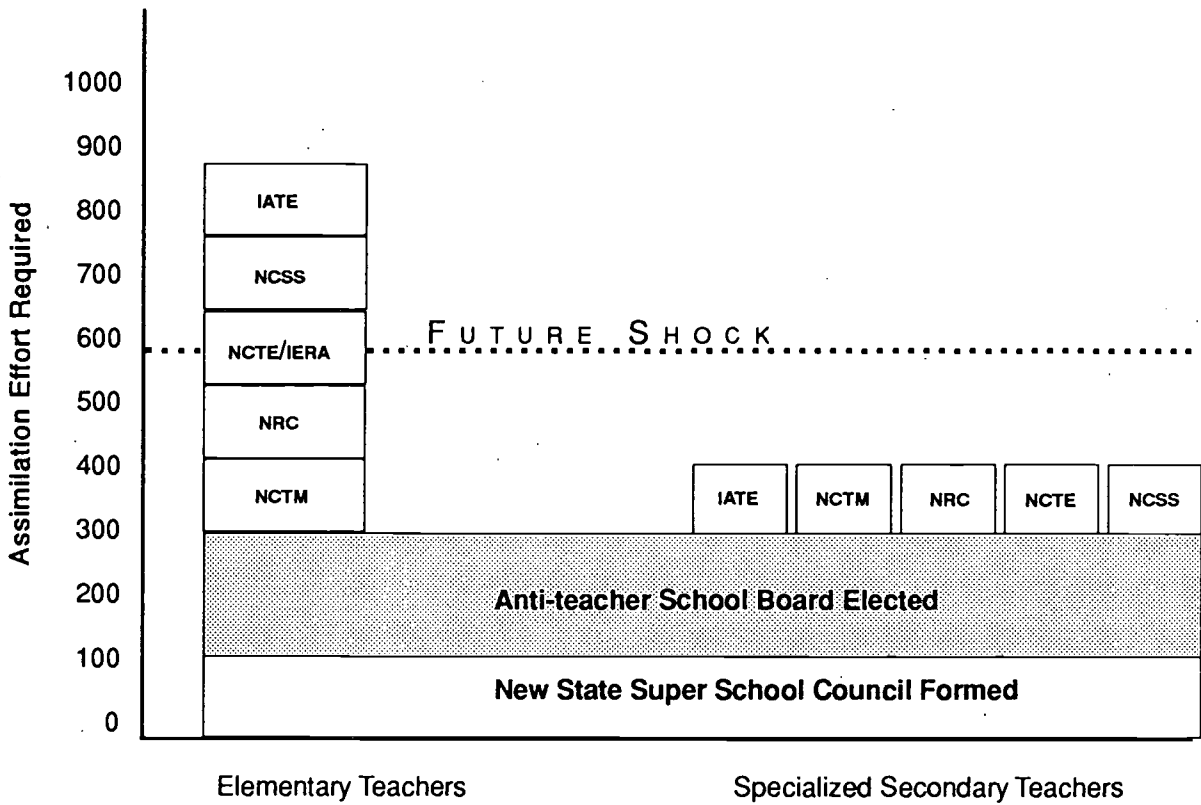 Assimilation Effort Required
1000
900
800
700
600
500
400
300
200
100
0
IATE
NCSS
NCTE/IERA
NRC
NCTM
FUTURE SHOCK
IATE
NCTM
NRC
NCTE
NCSS
Anti-teacher School Board Elected
New State Super School Council Formed
Elementary Teachers
Specialized Secondary Teachers